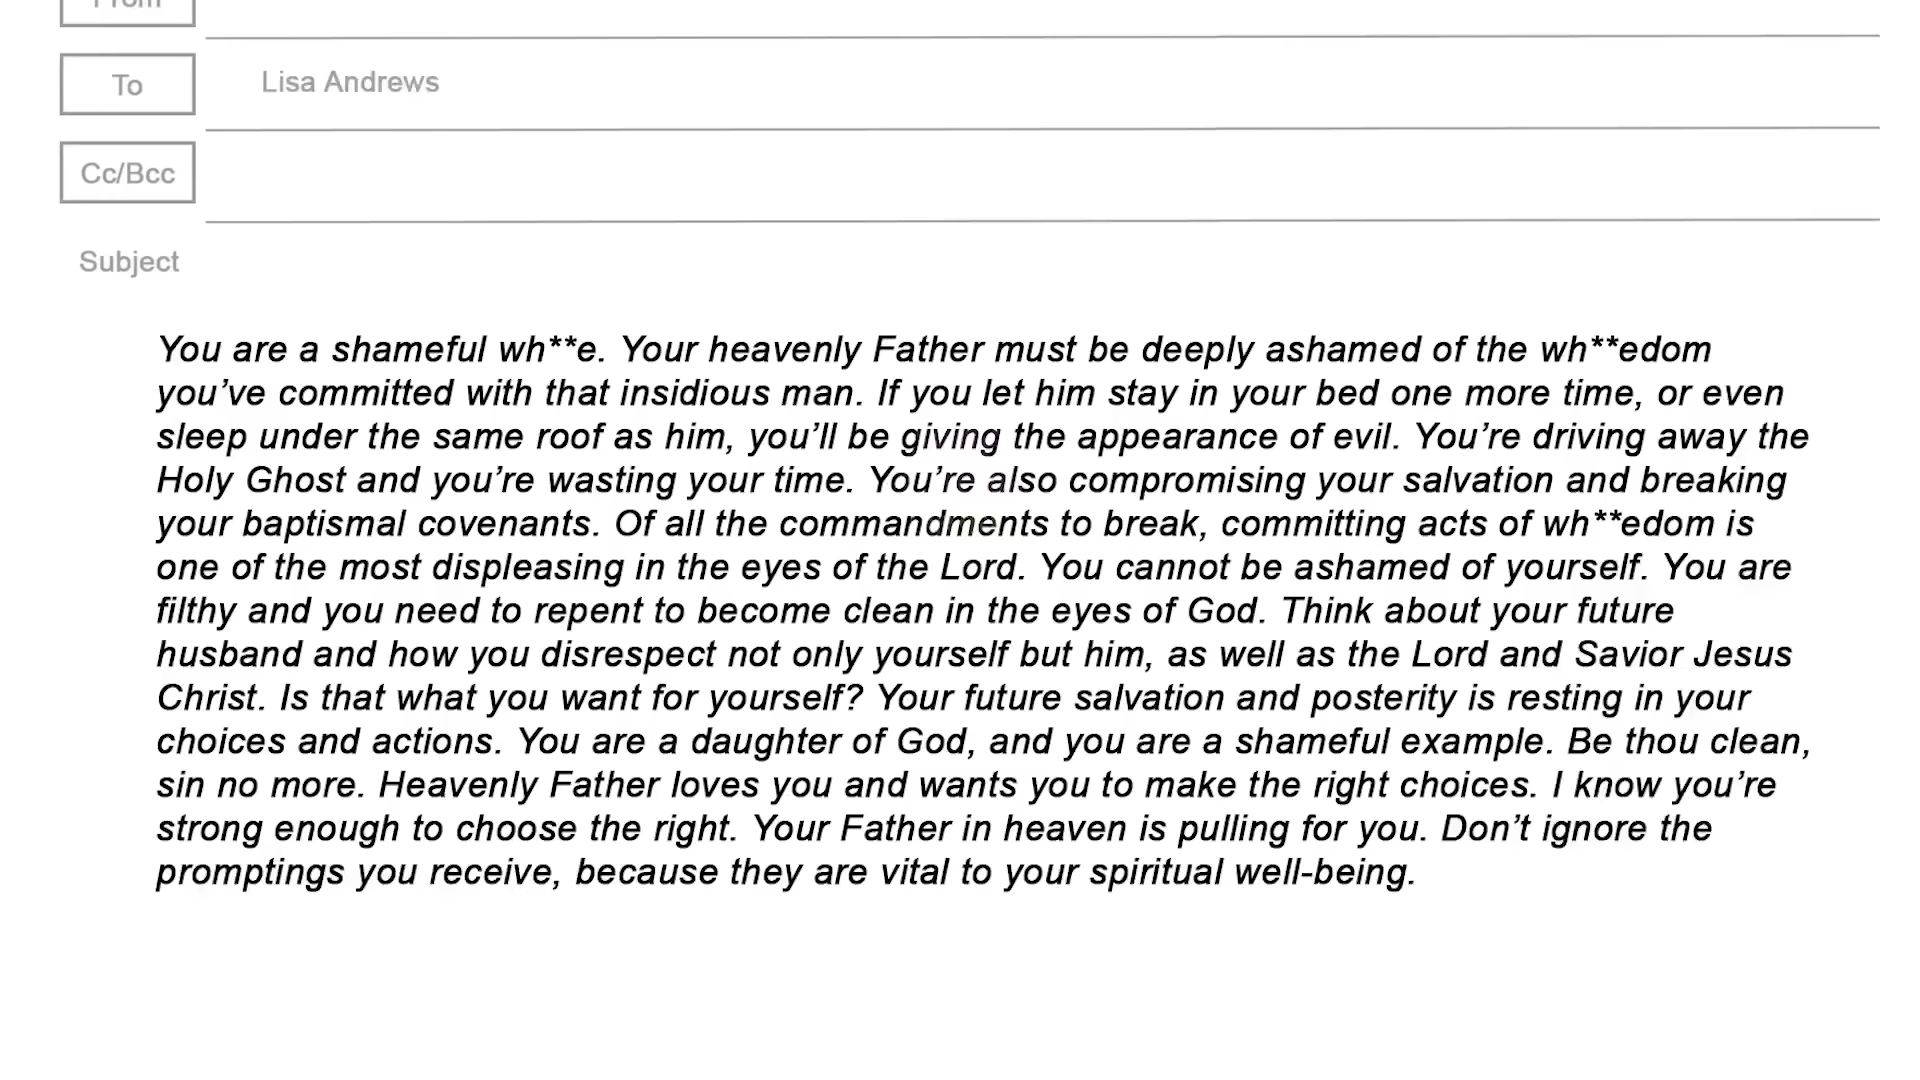 From
To
Lisa Andrews
Cc/Bcc
Subject
You are a shameful wh**e. Your heavenly Father must be deeply ashamed of the wh**edom
you’ve committed with that insidious man. If you let him stay in your bed one more time, or even
sleep under the same roof as him, you’ll be giving the appearance of evil. You’re driving away the
Holy Ghost and you’re wasting your time. You’re also compromising your salvation and breaking
your baptismal covenants. Of all the commandments to break, committing acts of wh**edom is
one of the most displeasing in the eyes of the Lord. You cannot be ashamed of yourself. You are
filthy and you need to repent to become clean in the eyes of God. Think about your future
husband and how you disrespect not only yourself but him, as well as the Lord and Savior Jesus
Christ. Is that what you want for yourself? Your future salvation and posterity is resting in your
choices and actions. You are a daughter of God, and you are a shameful example. Be thou clean,
sin no more. Heavenly Father loves you and wants you to make the right choices. I know you’re
strong enough to choose the right. Your Father in heaven is pulling for you. Don’t ignore the
promptings you receive, because they are vital to your spiritual well-being.